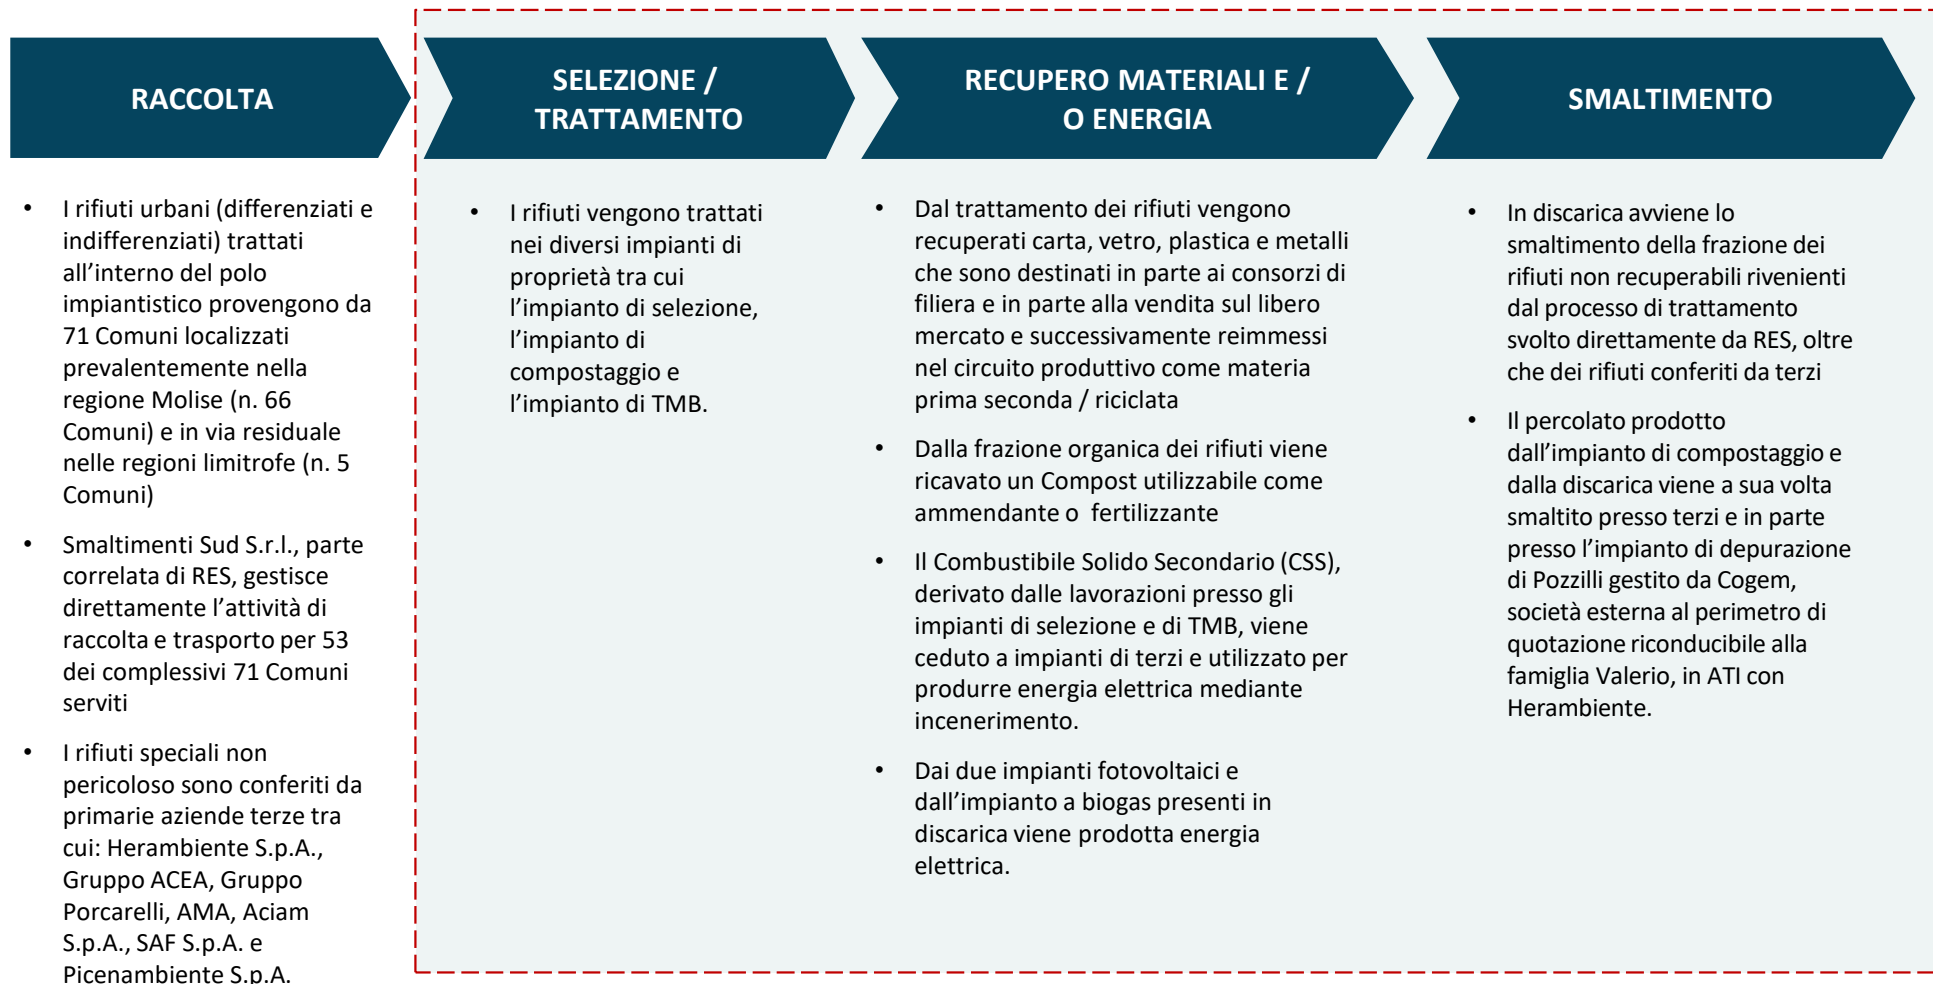 RACCOLTA
I rifiuti urbani (differenziati e
indifferenziati) trattati
all’interno del polo
impiantistico provengono da
71 Comuni localizzati
prevalentemente nella
regione Molise (n. 66
Comuni) e in via residuale
nelle regioni limitrofe (n. 5
Comuni)
Smaltimenti Sud S.r.l., parte
correlata di RES, gestisce
direttamente l’attività di
raccolta e trasporto per 53
dei complessivi 71 Comuni
serviti
I rifiuti speciali non
pericoloso sono conferiti da
primarie aziende terze tra
cui: Herambiente S.p.A.,
Gruppo ACEA, Gruppo
Porcarelli, AMA, Aciam
S.p.A., SAF S.p.A. e
Picenambiente S.p.A.
SELEZIONE /
TRATTAMENTO
I rifiuti vengono trattati
nei diversi impianti di
proprietà tra cui
l’impianto di selezione,
l’impianto di
compostaggio e
l’impianto di TMB.
RECUPERO MATERIALI E /
O ENERGIA
Dal trattamento dei rifiuti vengono
recuperati carta, vetro, plastica e metalli
che sono destinati in parte ai consorzi di
filiera e in parte alla vendita sul libero
mercato e successivamente reimmessi
nel circuito produttivo come materia
prima seconda / riciclata
Dalla frazione organica dei rifiuti viene
ricavato un Compost utilizzabile come
ammendante o fertilizzante
Il Combustibile Solido Secondario (CSS),
derivato dalle lavorazioni presso gli
impianti di selezione e di TMB, viene
ceduto a impianti di terzi e utilizzato per
produrre energia elettrica mediante
incenerimento.
Dai due impianti fotovoltaici e
dall’impianto a biogas presenti in
discarica viene prodotta energia
elettrica.
SMALTIMENTO
In discarica avviene lo
smaltimento della frazione dei
rifiuti non recuperabili rivenienti
dal processo di trattamento
svolto direttamente da RES, oltre
che dei rifiuti conferiti da terzi
Il percolato prodotto
dall’impianto di compostaggio e
dalla discarica viene a sua volta
smaltito presso terzi e in parte
presso l’impianto di depurazione
di Pozzilli gestito da Cogem,
società esterna al perimetro di
quotazione riconducibile alla
famiglia Valerio, in ATI con
Herambiente.